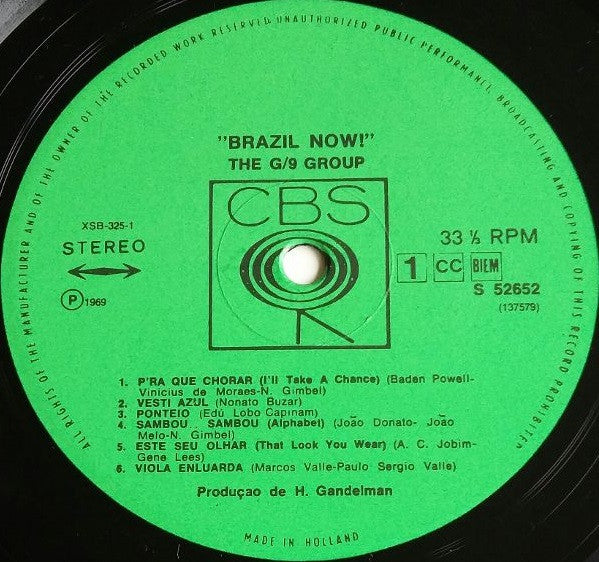 ALL RIGHTS OF THE MANUFACTURER AND OF THE OWNER OF THE RECORDED WORK RESERVED. UNAUTHORIZED PUBLIC PERFORMANCE, BROADCASTING AND COPYING OF THIS RECORD PROHIBITED
"BRAZIL NOW!"
THE G/9 GROUP
CBS
XSB-325-1
STEREO
P 1969
33 ⅓ RPM
1 CC BIEM
S 52652
(137579)
1. P'RA QUE CHORAR (I'll Take A Chance) (Baden Powell-
Vinicius de Moraes-N. Gimbel)
2. VESTI AZUL (Nonato Buzar)
3. PONTEIO (Edú Lobo Capinam)
4. SAMBOU... SAMBOU (Alphabet) (João Donato- João
Melo-N. Gimbel)
5. ESTE SEU OLHAR (That Look You Wear) (A. C. Jobim-
Gene Lees)
6. VIOLA ENLUARDA (Marcos Valle-Paulo Sergio Valle)
Produçao de H. Gandelman
MADE IN HOLLAND